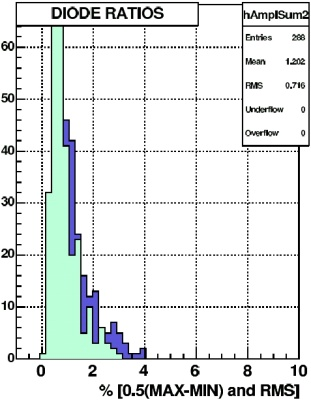 DIODE RATIOS
hAmplSum2
Entries 288
Mean 1.202
RMS 0.716
Underflow 0
Overflow 0
60
50
40
30
20
10
0
0 2 4 6 8 10
% [0.5(MAX-MIN) and RMS]